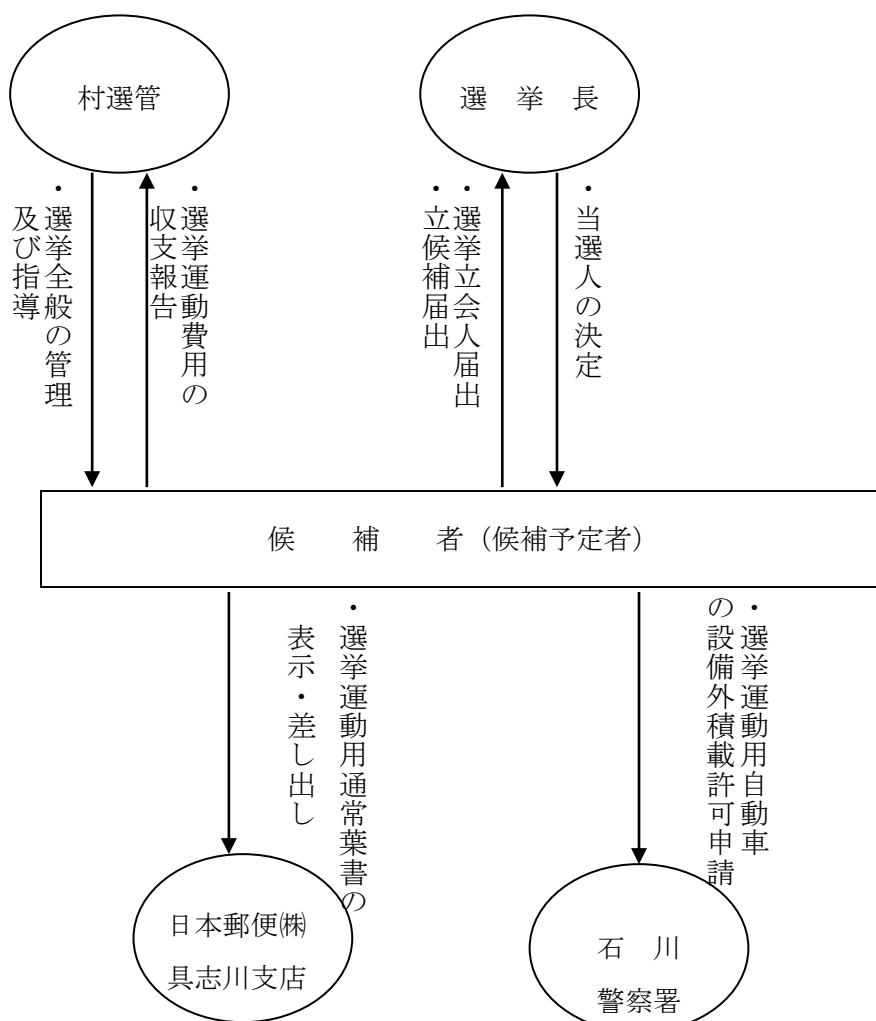 村選管
選　挙　長
・選挙全般の管理
及び指導
・選挙運動費用の
収支報告
・選挙立会人届出
・立候補届出
・当選人の決定
候　補　者（候補予定者）
・選挙運動用通常葉書の
表示・差し出し
・選挙運動用自動車
の設備外積載許可申請
日本郵便㈱
具志川支店
石　川
警察署